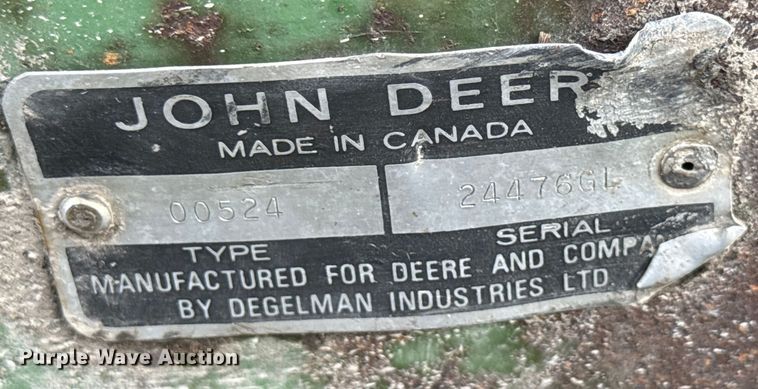 JOHN DEER
MADE IN CANADA
00524 24476GL
TYPE SERIAL
MANUFACTURED FOR DEERE AND COMPA
BY DEGELMAN INDUSTRIES LTD.
Purple Wave Auction